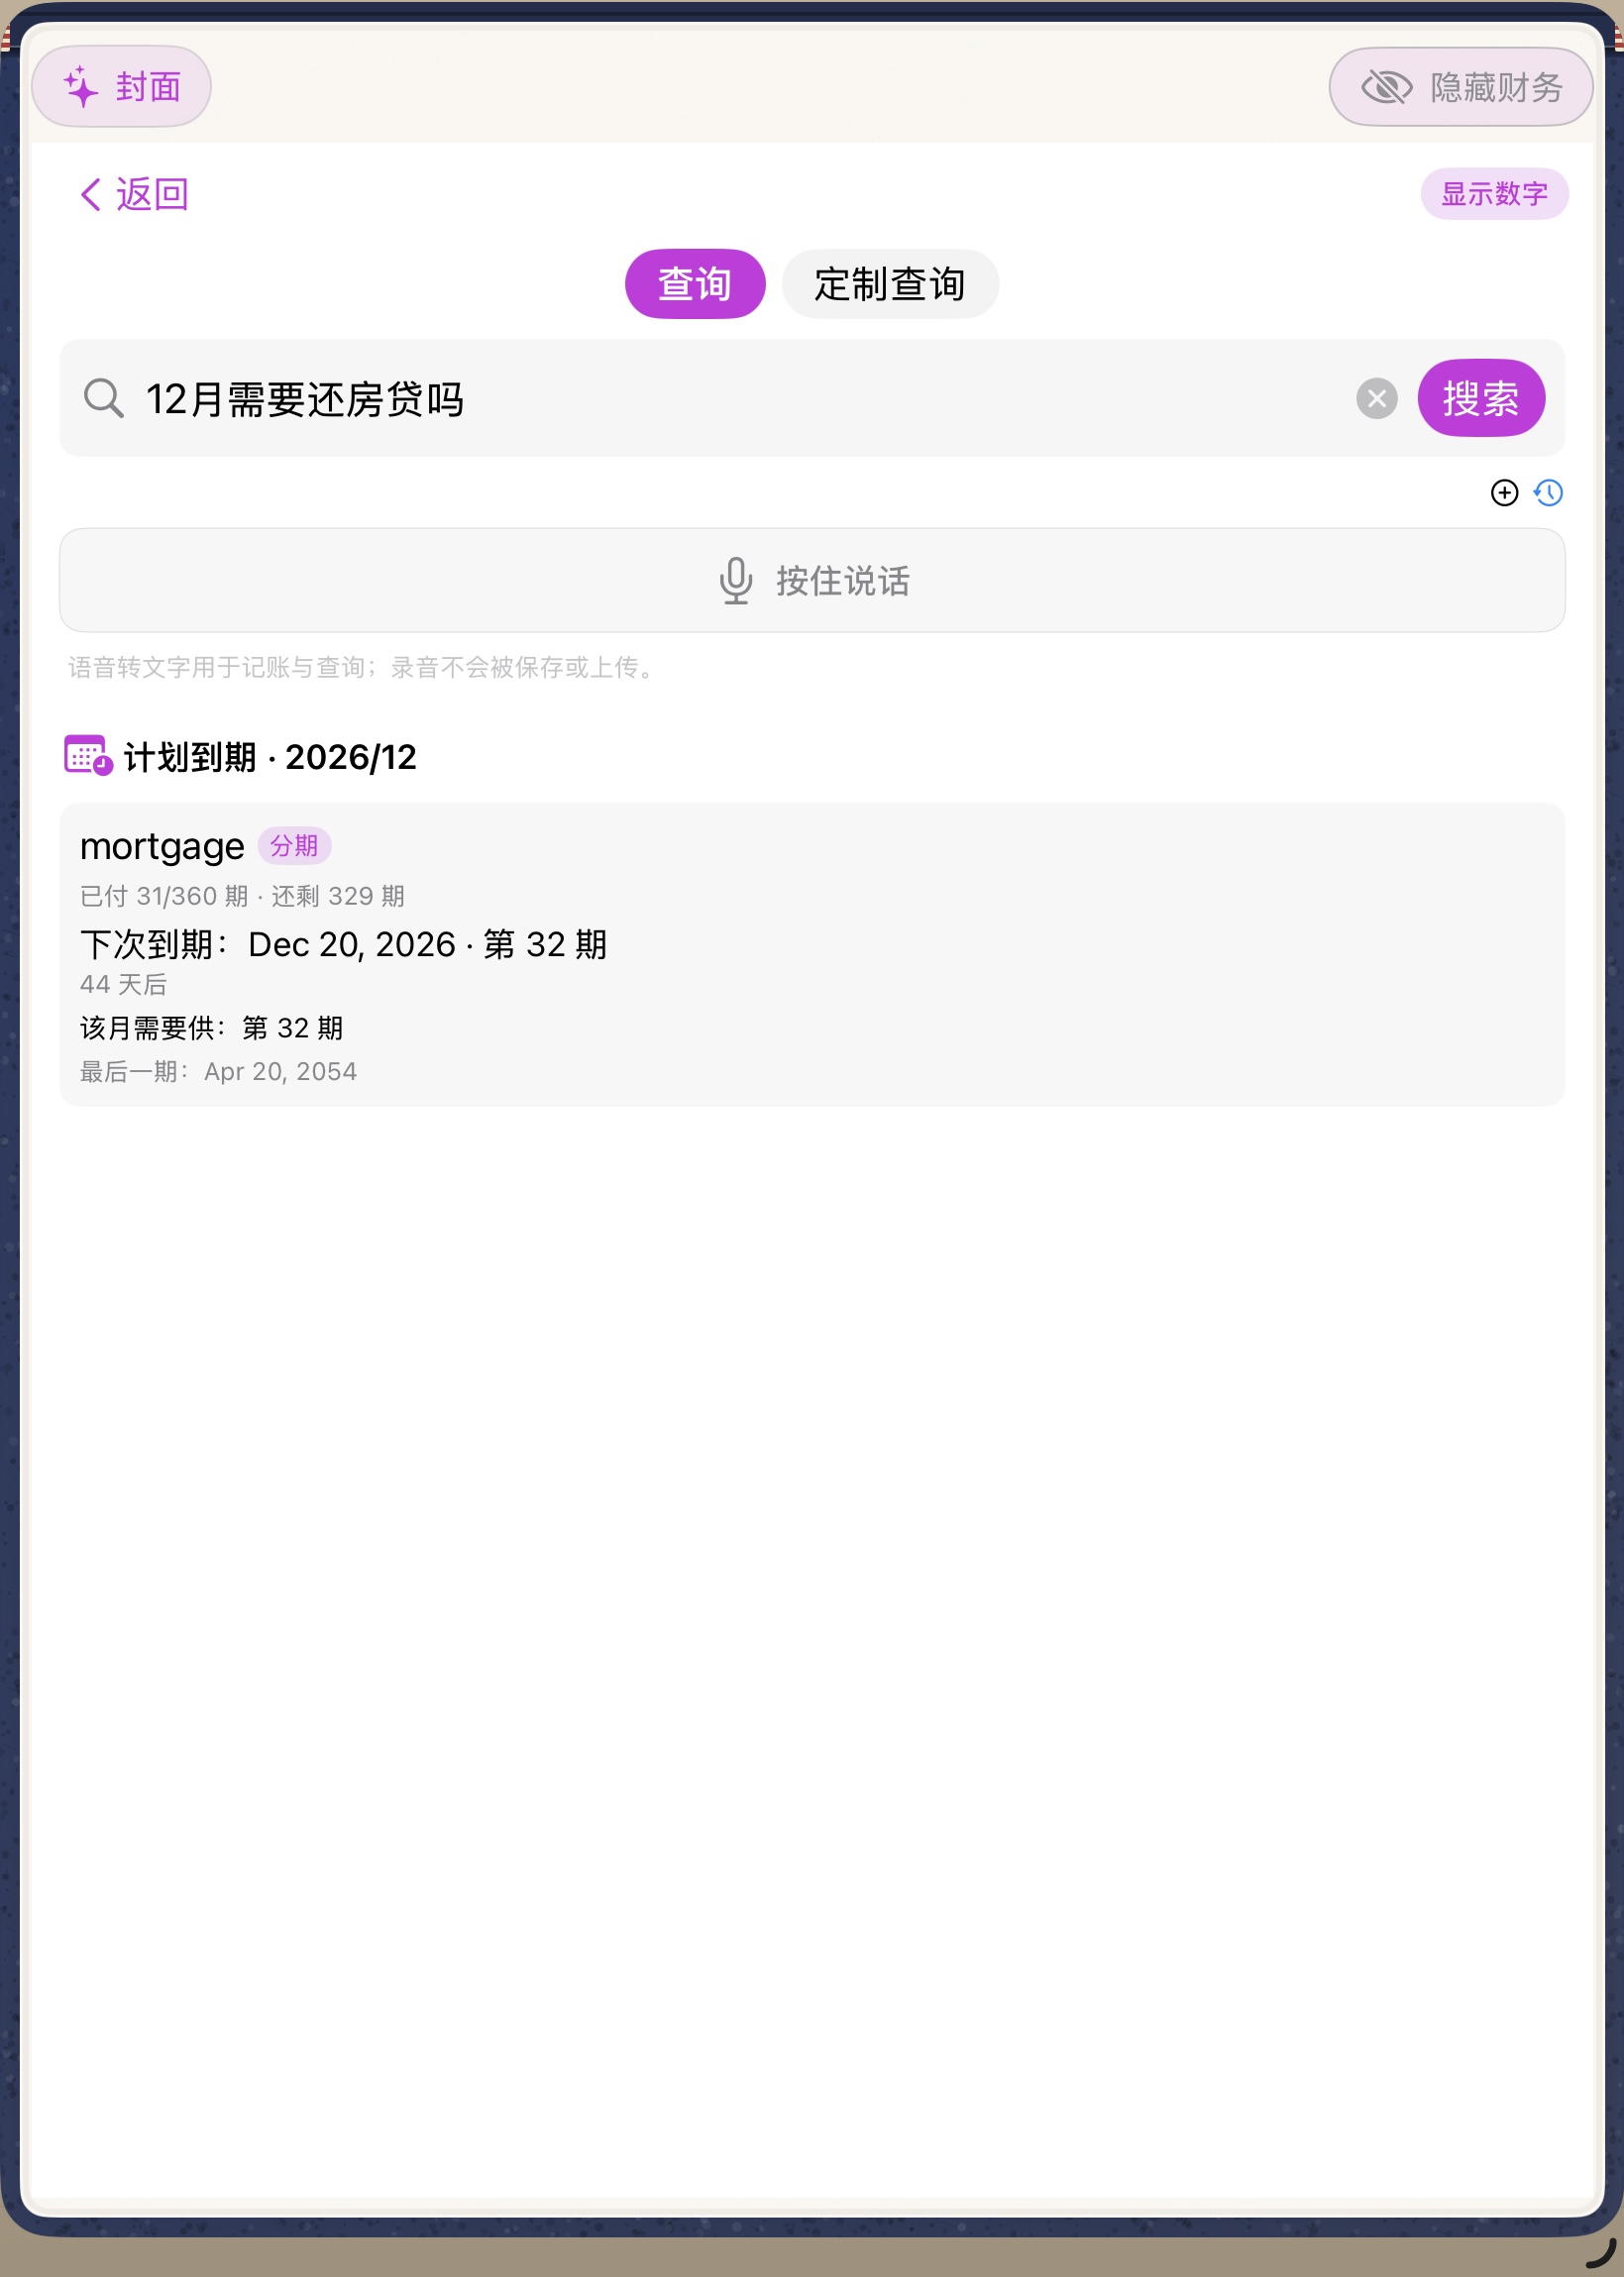 封面
隐藏财务
返回
显示数字
查询
定制查询
12月需要还房贷吗
搜索
按住说话
语音转文字用于记账与查询；录音不会被保存或上传。
计划到期 · 2026/12
mortgage 分期
已付 31/360 期 · 还剩 329 期
下次到期：Dec 20, 2026 · 第 32 期
44 天后
该月需要供：第 32 期
最后一期：Apr 20, 2054